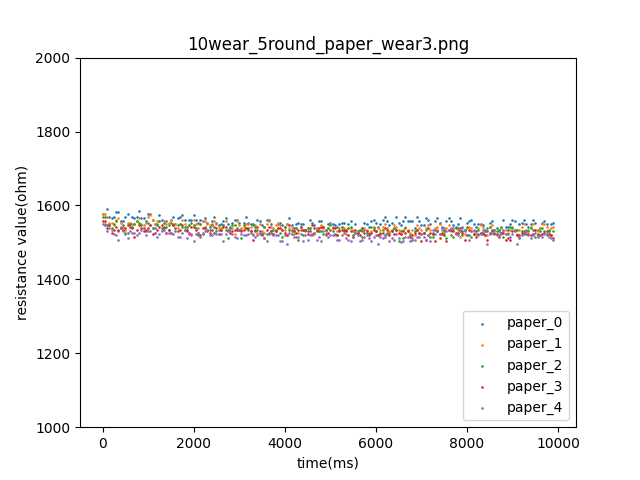 10wear_5round_paper_wear3.png
2000
1800
1600
1400
1200
1000
resistance value(ohm)
0
2000
4000
6000
8000
10000
time(ms)
paper_0
paper_1
paper_2
paper_3
paper_4